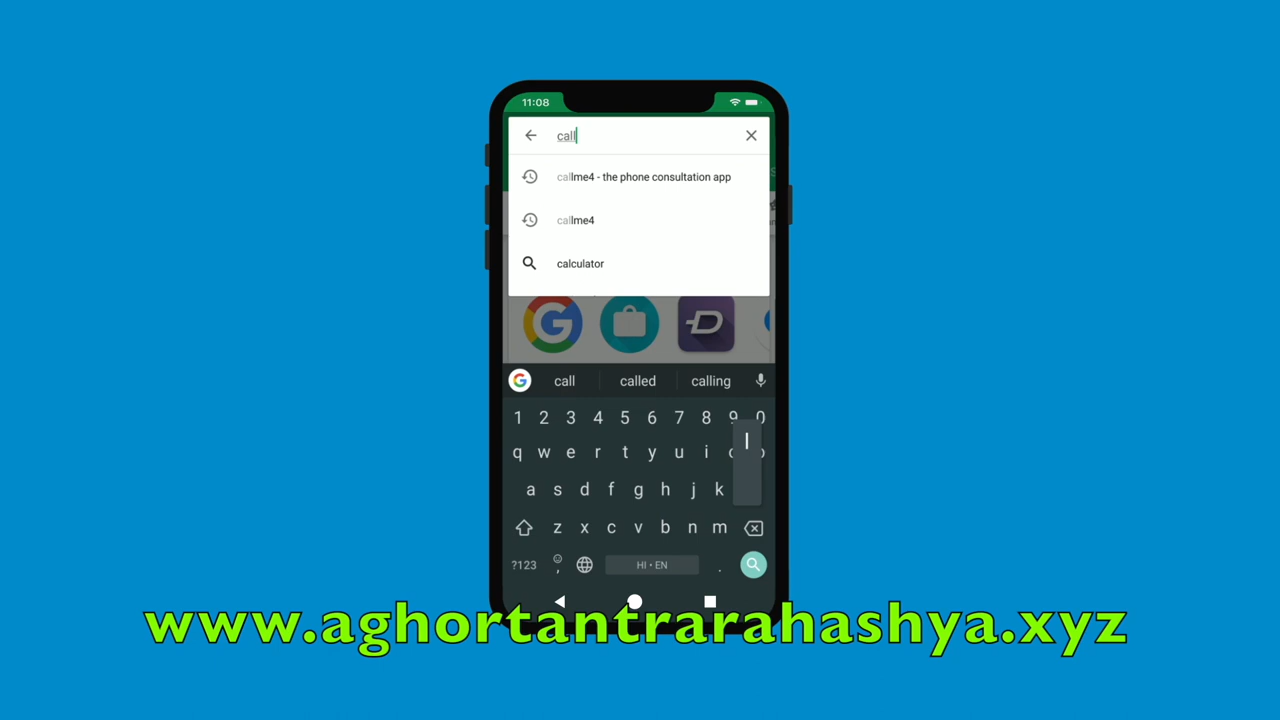 11:08
call
callme4 - the phone consultation app
callme4
calculator
call called calling
1 2 3 4 5 6 7 8 9 0
q w e r t y u i
l
a s d f g h j k
z x c v b n m
?123 , HI • EN .
www.aghortantrarahashya.xyz